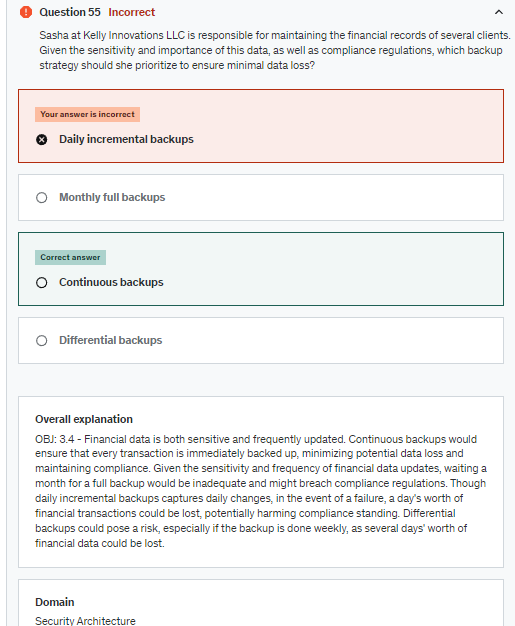 Question 55 Incorrect
Sasha at Kelly Innovations LLC is responsible for maintaining the financial records of several clients.
Given the sensitivity and importance of this data, as well as compliance regulations, which backup
strategy should she prioritize to ensure minimal data loss?
Your answer is incorrect
Daily incremental backups
Monthly full backups
Correct answer
Continuous backups
Differential backups
Overall explanation
OBJ: 3.4 - Financial data is both sensitive and frequently updated. Continuous backups would
ensure that every transaction is immediately backed up, minimizing potential data loss and
maintaining compliance. Given the sensitivity and frequency of financial data updates, waiting a
month for a full backup would be inadequate and might breach compliance regulations. Though
daily incremental backups captures daily changes, in the event of a failure, a day's worth of
financial transactions could be lost, potentially harming compliance standing. Differential
backups could pose a risk, especially if the backup is done weekly, as several days' worth of
financial data could be lost.
Domain
Security Architecture